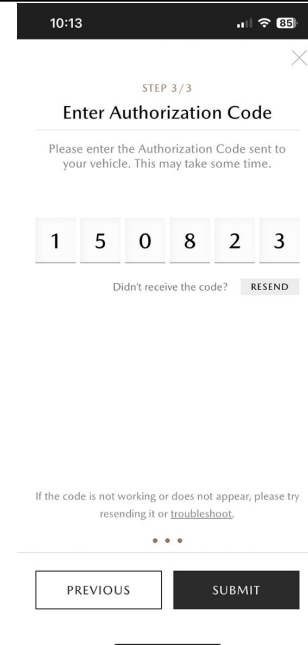 10:13
85
STEP 3/3
Enter Authorization Code
Please enter the Authorization Code sent to
your vehicle. This may take some time.
1 5 0 8 2 3
Didn't receive the code? RESEND
If the code is not working or does not appear, please try
resending it or troubleshoot.
PREVIOUS SUBMIT